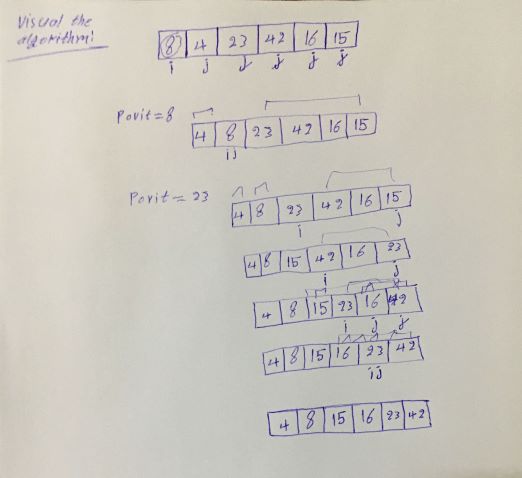 Visual the
algorithm!
8 4 23 42 16 15
i j j j j j
Povit = 8
4 8 23 42 16 15
i j
Povit = 23
4 8 23 42 16 15
i j
4 8 15 42 16 23
i j
4 8 15 23 16 42
i j j
4 8 15 16 23 42
i j
4 8 15 16 23 42